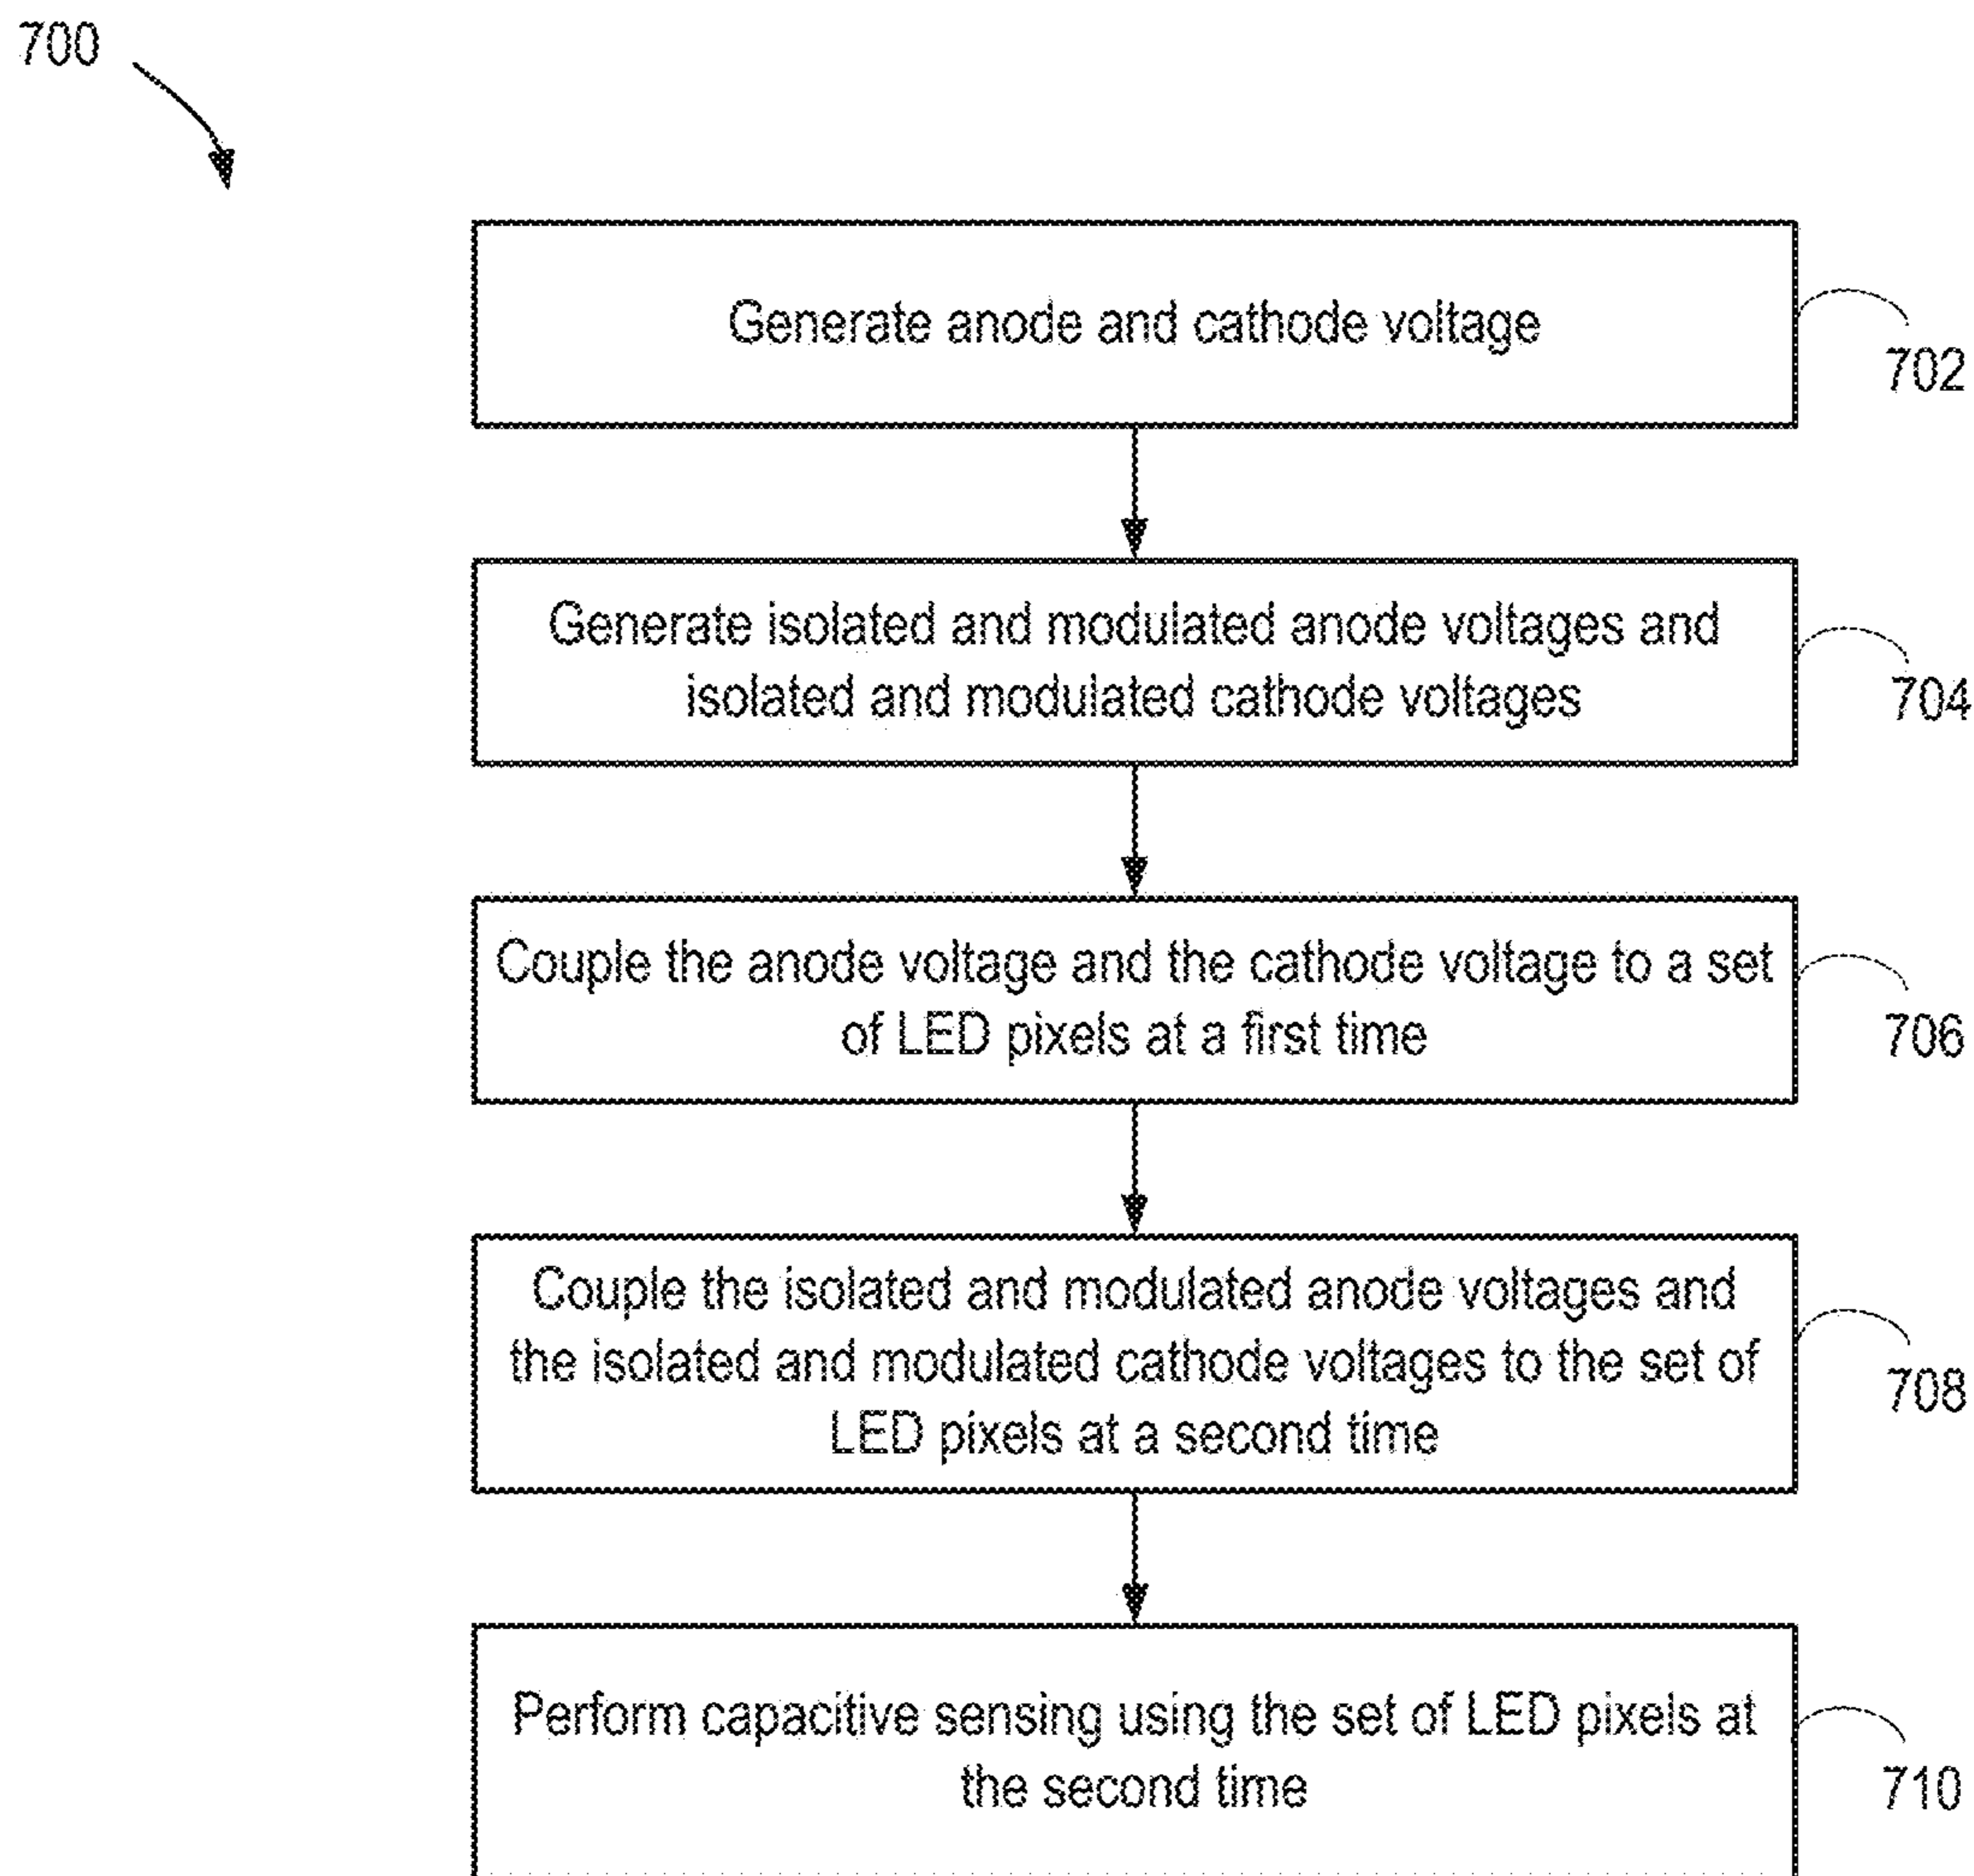 700
Generate anode and cathode voltage
702
Generate isolated and modulated anode voltages and
isolated and modulated cathode voltages
704
Couple the anode voltage and the cathode voltage to a set
of LED pixels at a first time
706
Couple the isolated and modulated anode voltages and
the isolated and modulated cathode voltages to the set of
LED pixels at a second time
708
Perform capacitive sensing using the set of LED pixels at
the second time
710